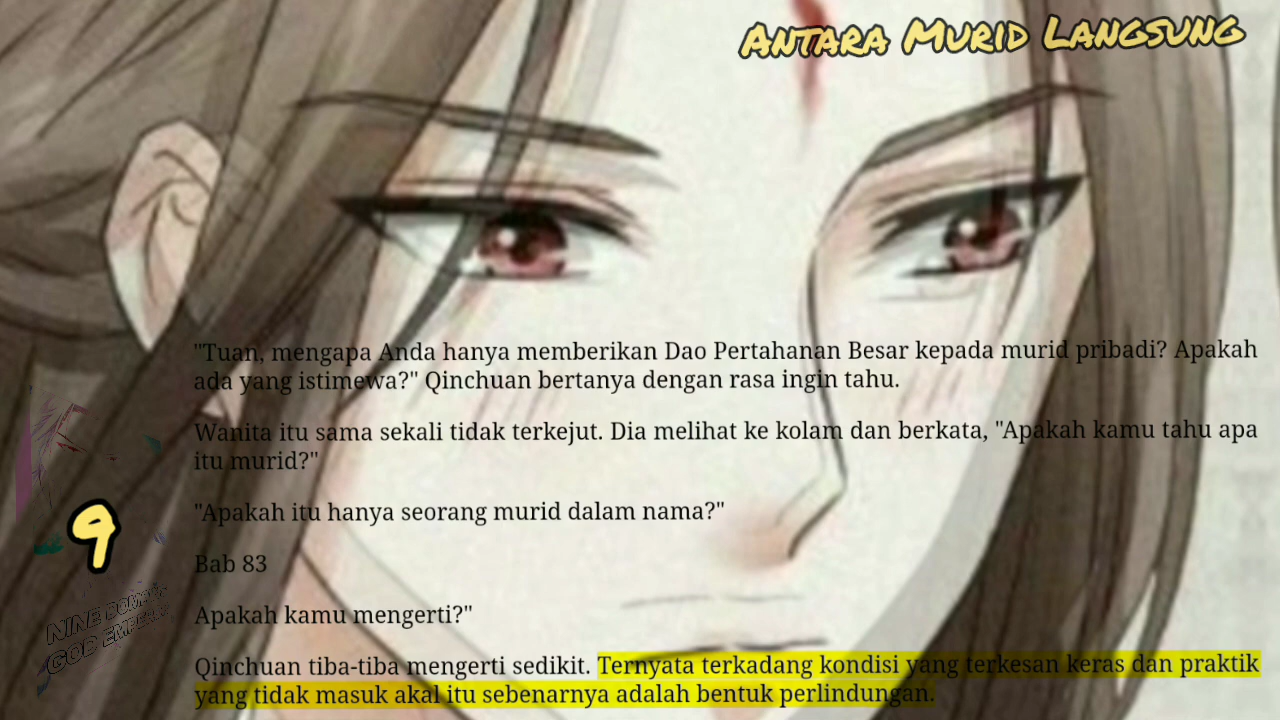 Antara Murid Langsung
"Tuan, mengapa Anda hanya memberikan Dao Pertahanan Besar kepada murid pribadi? Apakah
ada yang istimewa?" Qinchuan bertanya dengan rasa ingin tahu.
Wanita itu sama sekali tidak terkejut. Dia melihat ke kolam dan berkata, "Apakah kamu tahu apa
itu murid?"
"Apakah itu hanya seorang murid dalam nama?"
Bab 83
Apakah kamu mengerti?"
Qinchuan tiba-tiba mengerti sedikit. Ternyata terkadang kondisi yang terkesan keras dan praktik
yang tidak masuk akal itu sebenarnya adalah bentuk perlindungan.
9
NINE DOMAIN
GOD EMPEROR